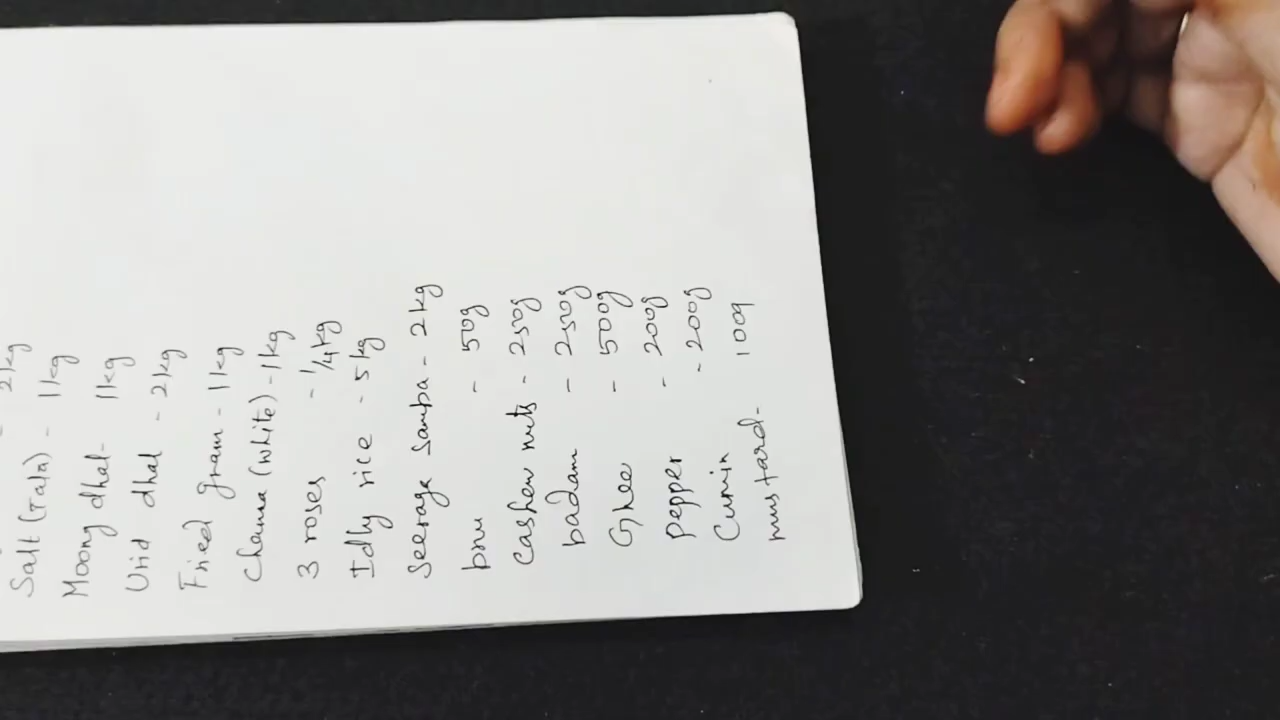 2kg
Salt (Tata) - 1kg
Moong dhal - 1kg
Urid dhal - 2kg
Fried gram - 1kg
Channa (white) - 1kg
3 roses - 1/4kg
Idly rice - 5kg
Seeraga Samba - 2kg
bru - 50g
Cashew nuts - 250g
badam - 250g
Ghee - 500g
Pepper - 200g
Cumin - 200g
mustard - 100g